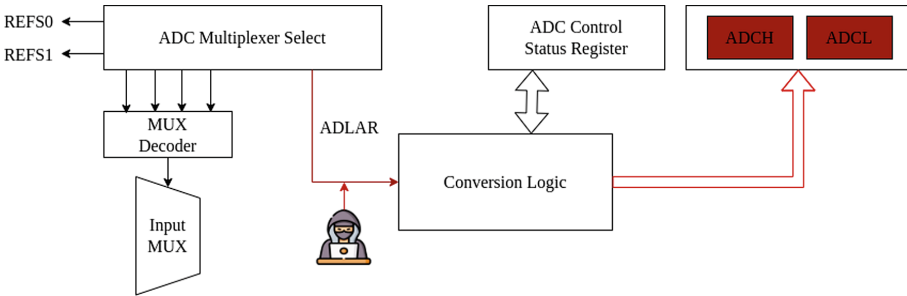 REFS0
REFS1
ADC Multiplexer Select
ADC Control
Status Register
ADCH
ADCL
MUX
Decoder
ADLAR
Conversion Logic
Input
MUX